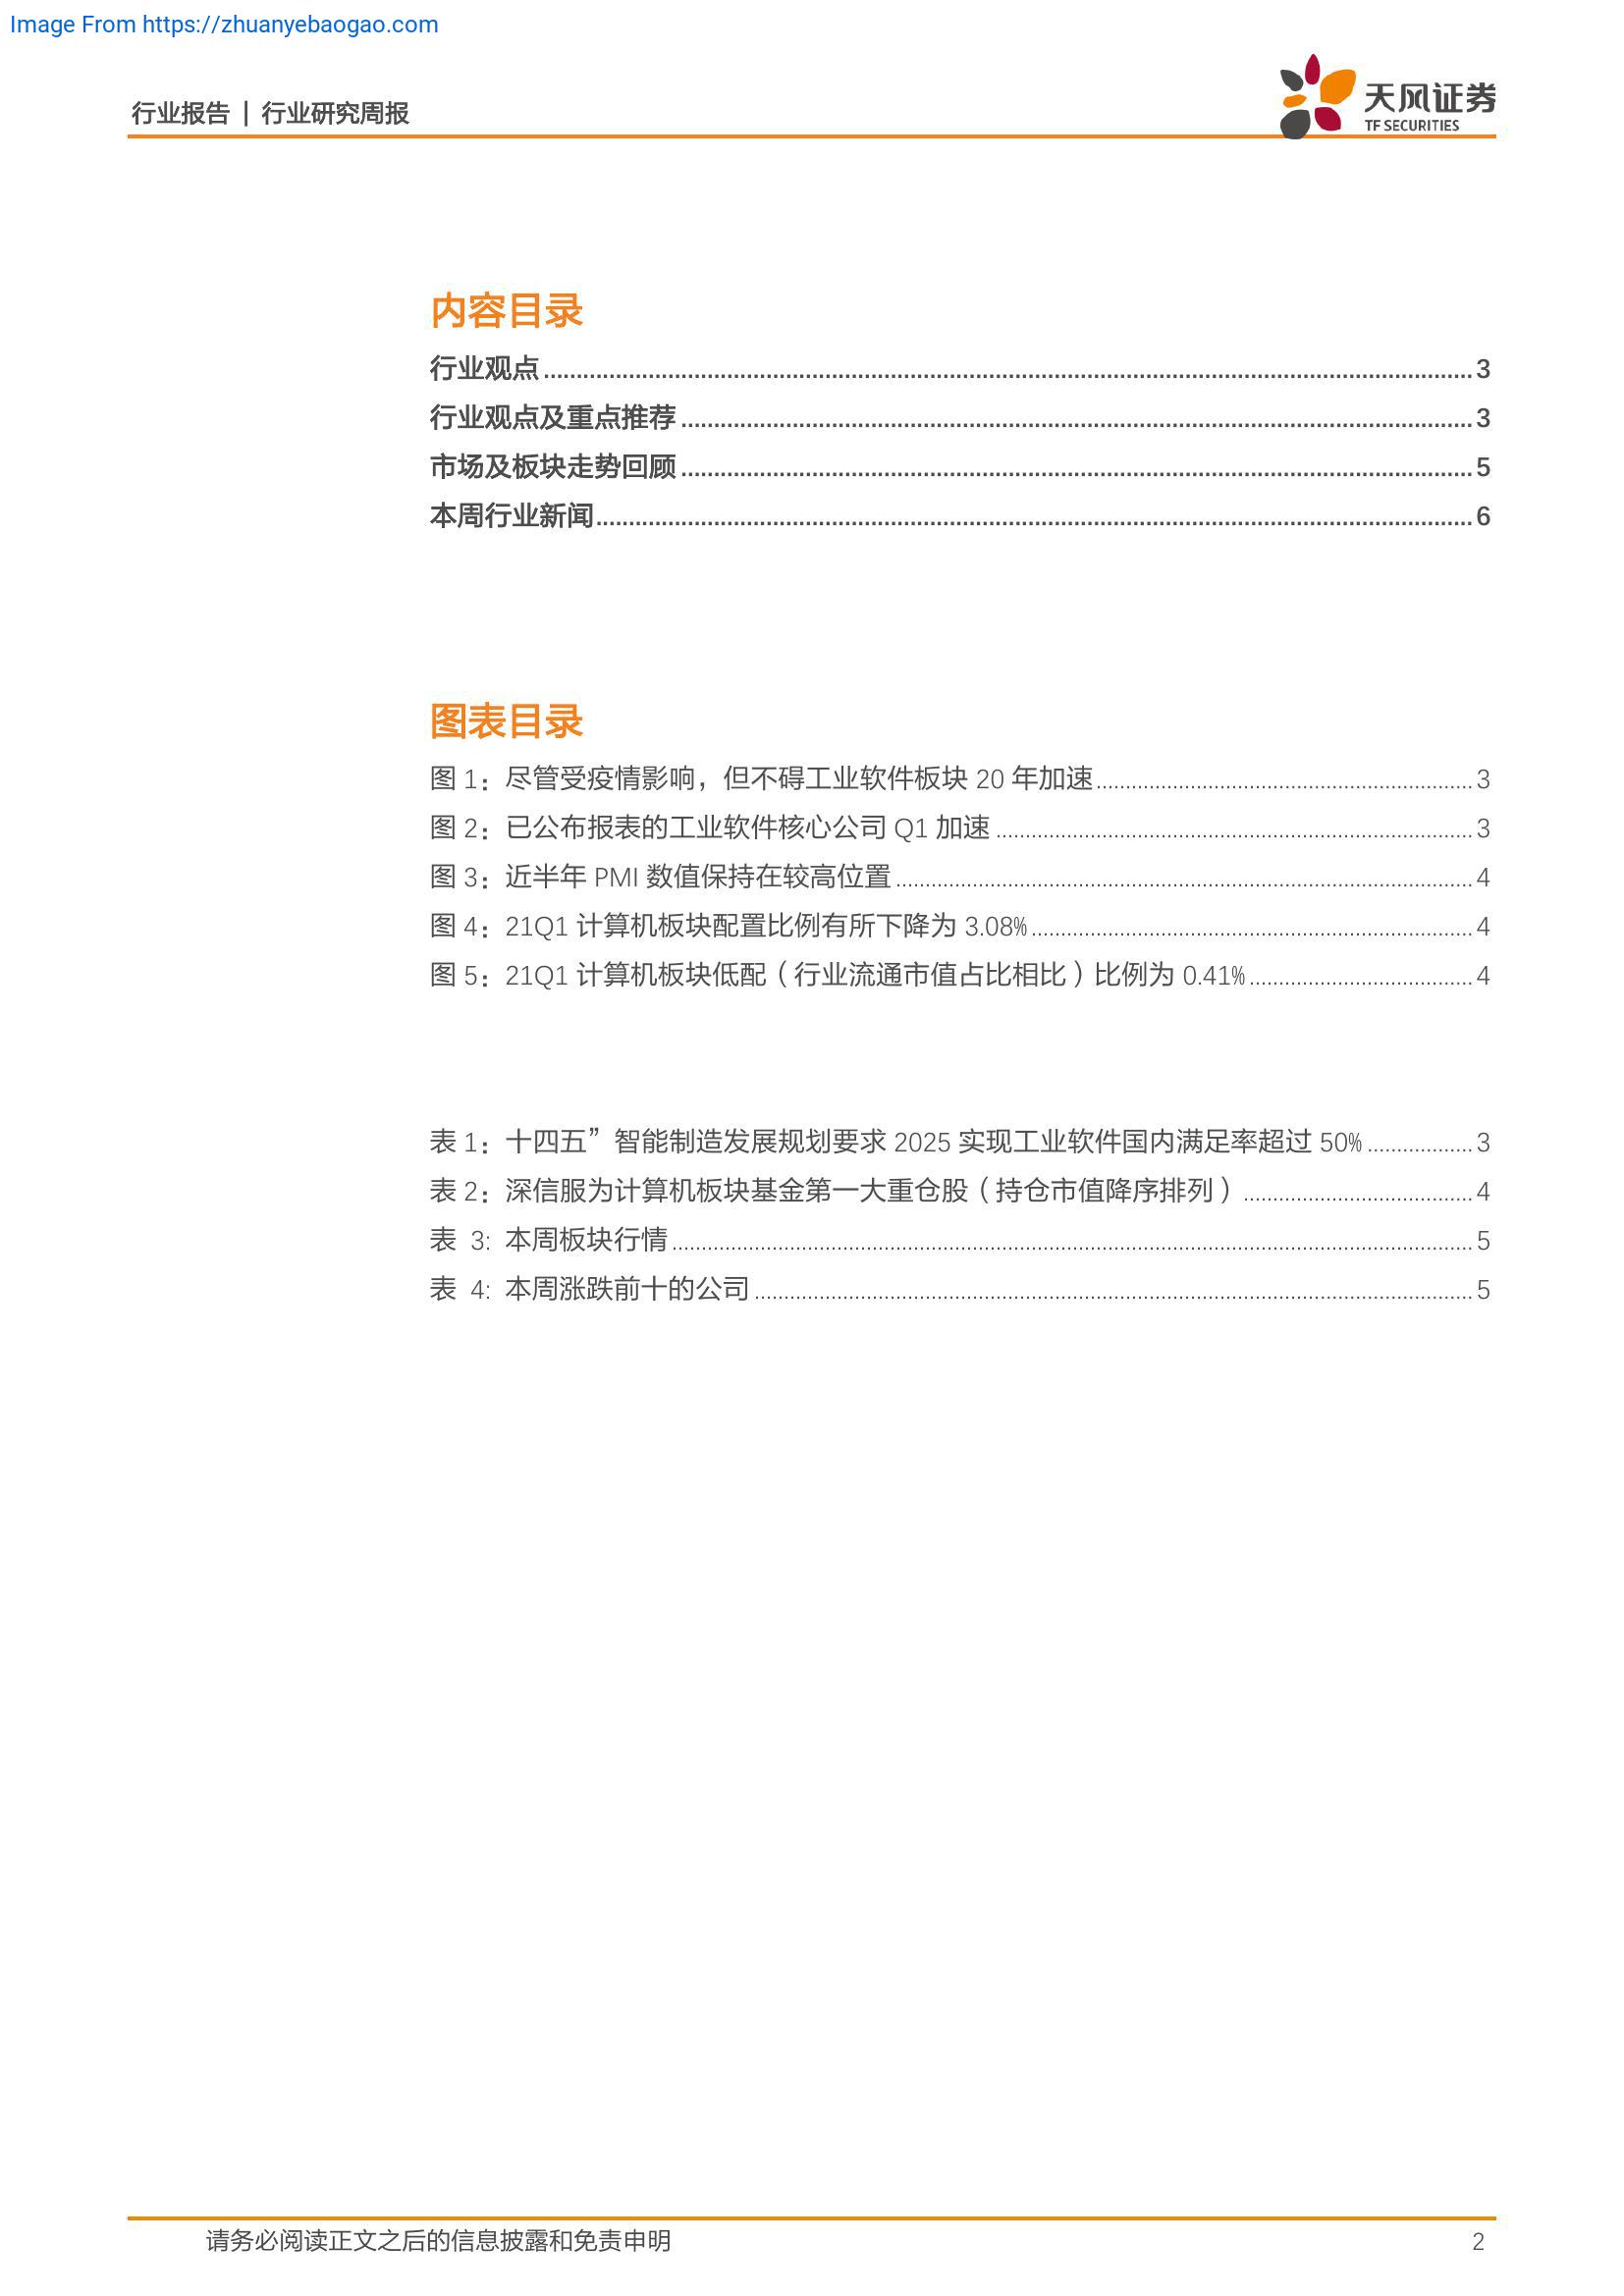 Image From https://zhuanyebaogao.com
行业报告 | 行业研究周报
天风证券
TF SECURITIES
内容目录
行业观点 3
行业观点及重点推荐 3
市场及板块走势回顾 5
本周行业新闻 6
图表目录
图 1：尽管受疫情影响，但不碍工业软件板块 20 年加速 3
图 2：已公布报表的工业软件核心公司 Q1 加速 3
图 3：近半年 PMI 数值保持在较高位置 4
图 4：21Q1 计算机板块配置比例有所下降为 3.08% 4
图 5：21Q1 计算机板块低配（行业流通市值占比相比）比例为 0.41% 4
表 1：十四五”智能制造发展规划要求 2025 实现工业软件国内满足率超过 50% 3
表 2：深信服为计算机板块基金第一大重仓股（持仓市值降序排列） 4
表 3: 本周板块行情 5
表 4: 本周涨跌前十的公司 5
请务必阅读正文之后的信息披露和免责申明 2